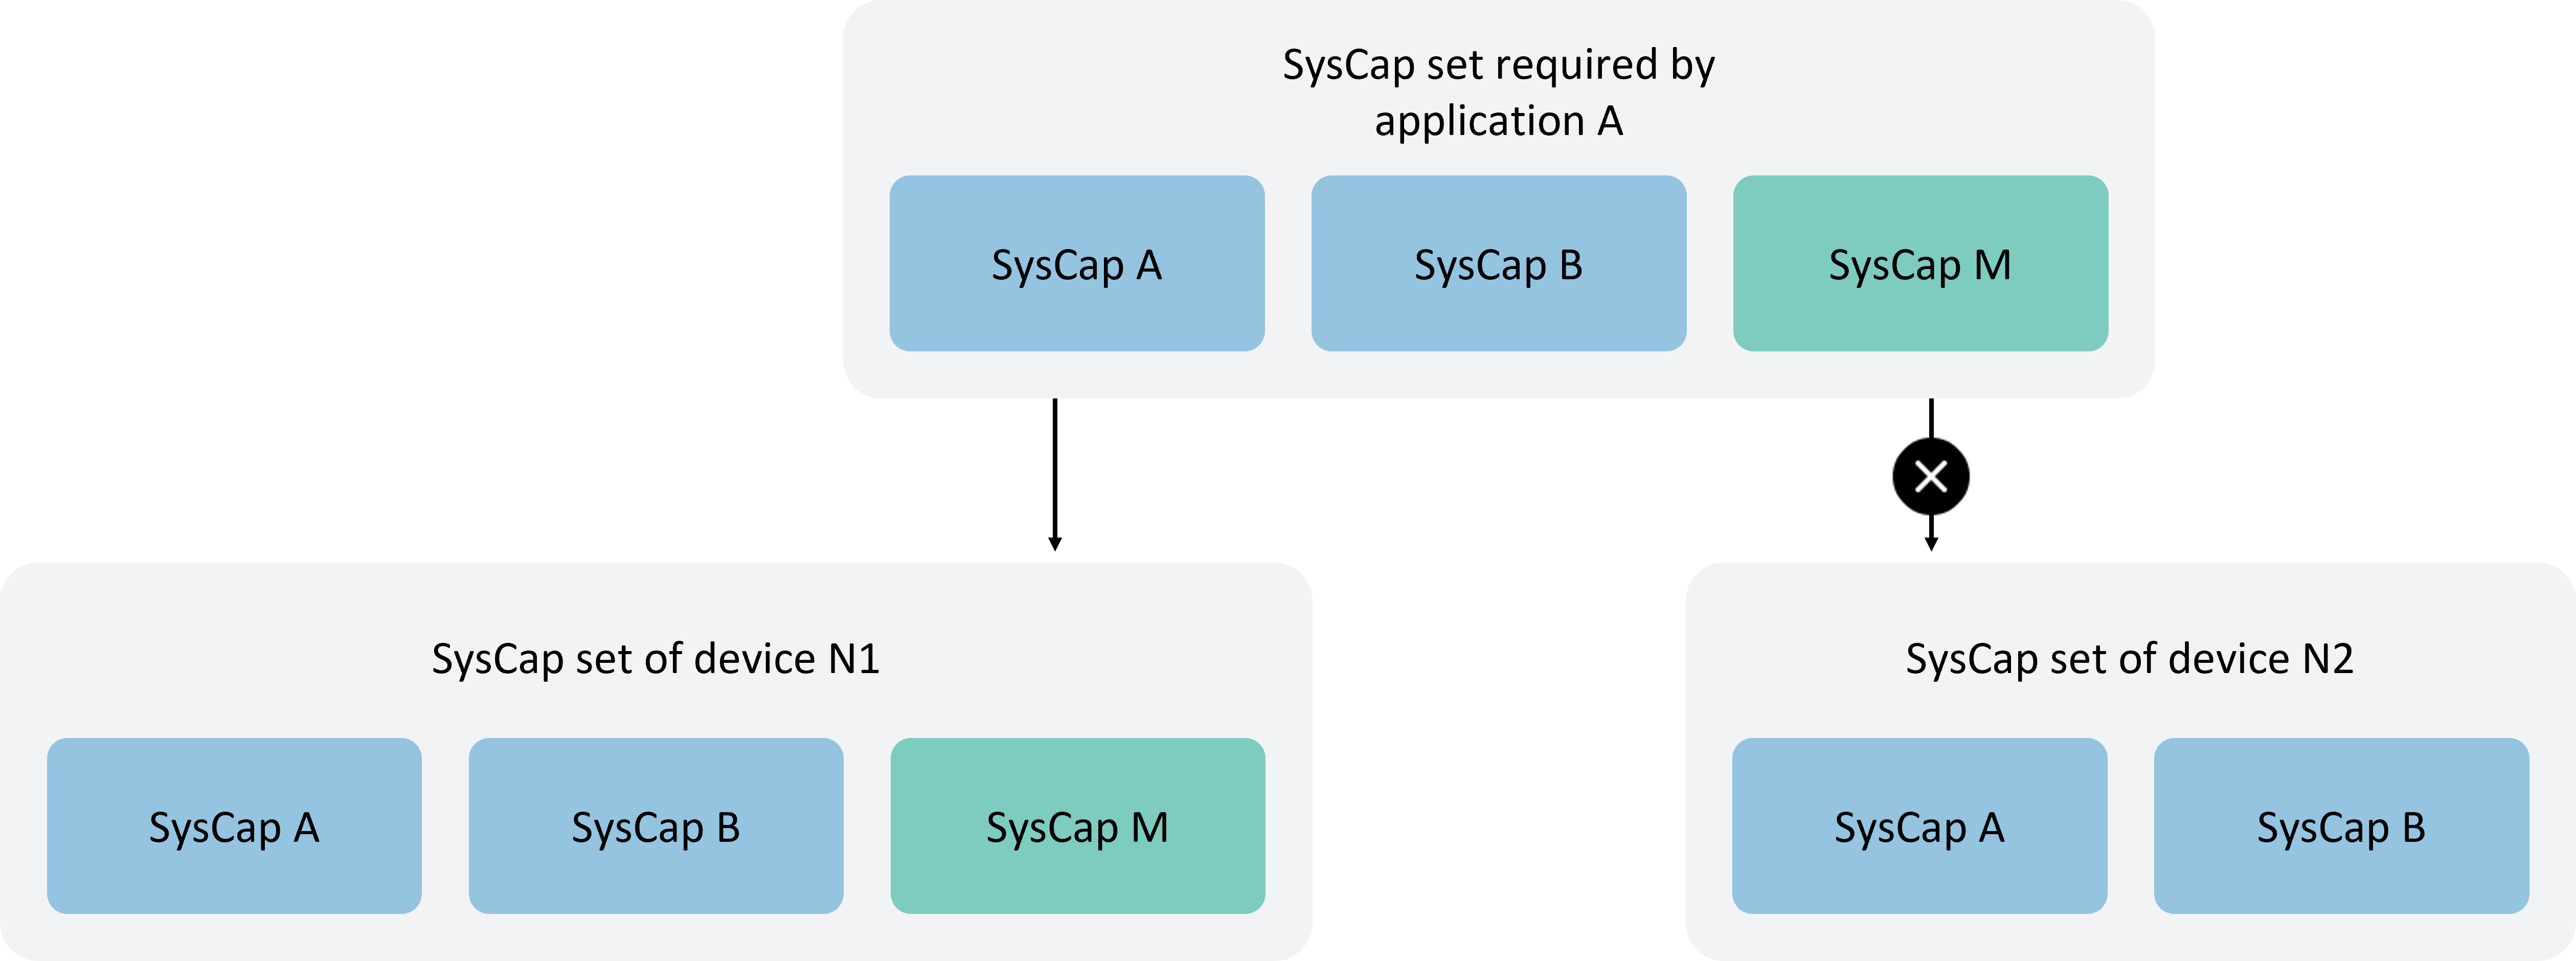 SysCap set required by
application A
SysCap A
SysCap B
SysCap M
SysCap set of device N1
SysCap A
SysCap B
SysCap M
SysCap set of device N2
SysCap A
SysCap B